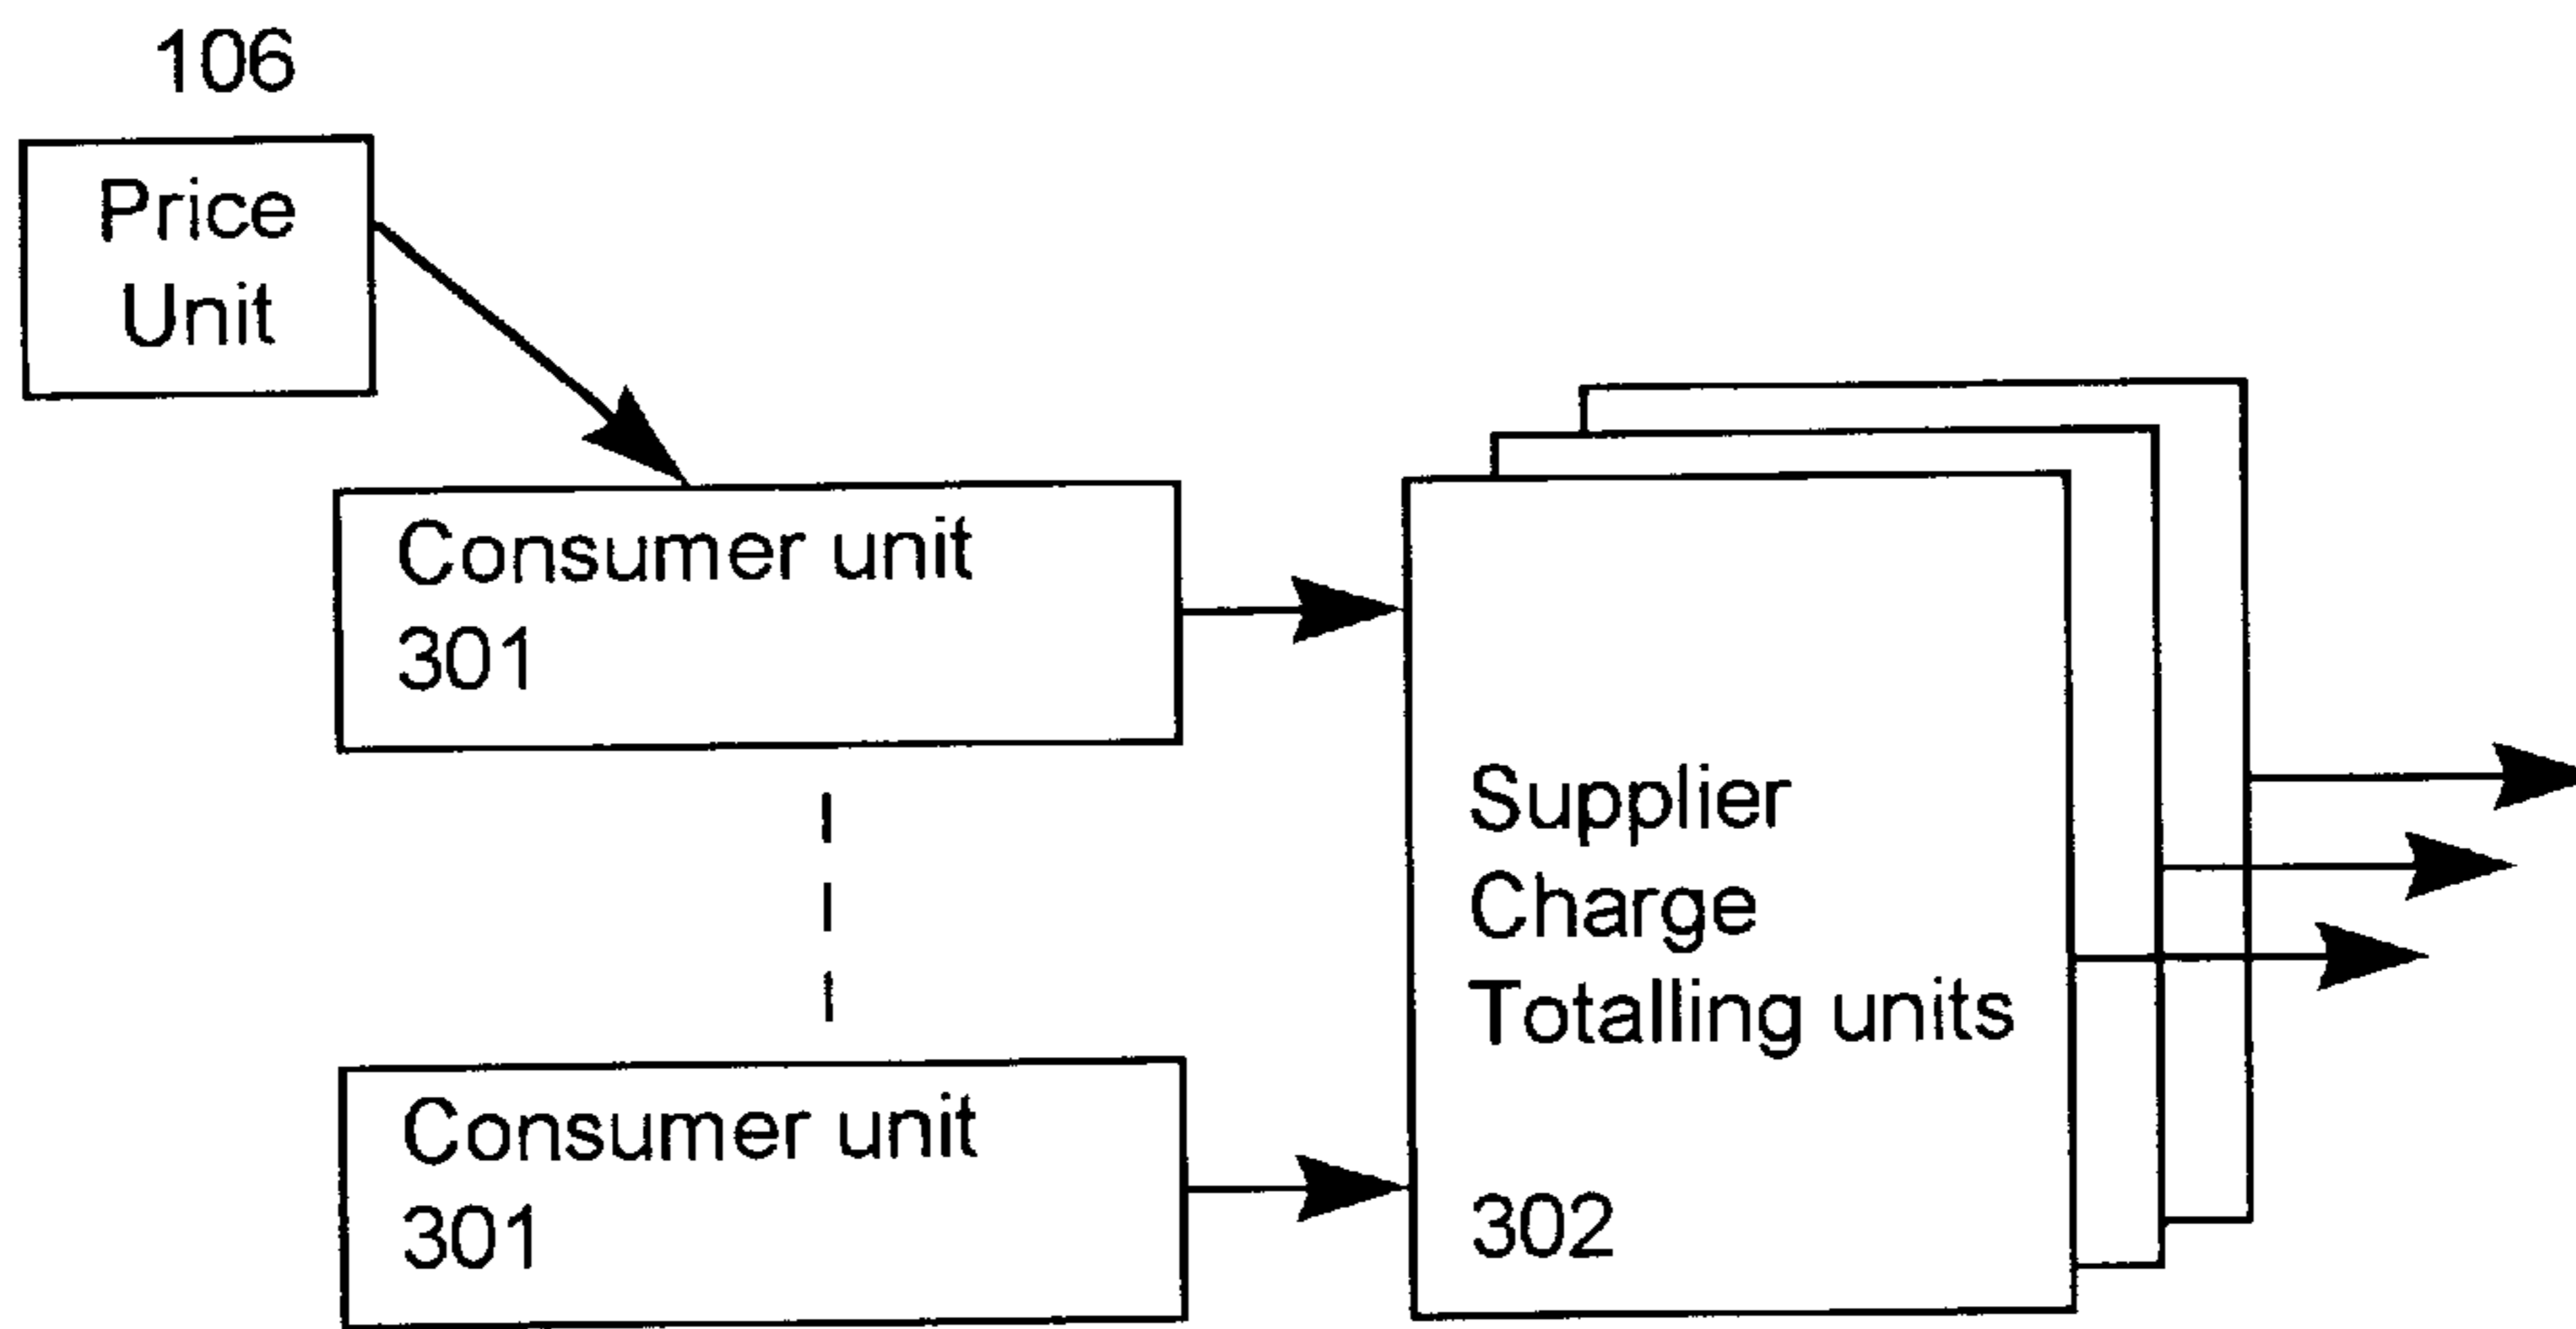 106
Price
Unit
Consumer unit
301
Supplier
Charge
Totalling units
302
Consumer unit
301